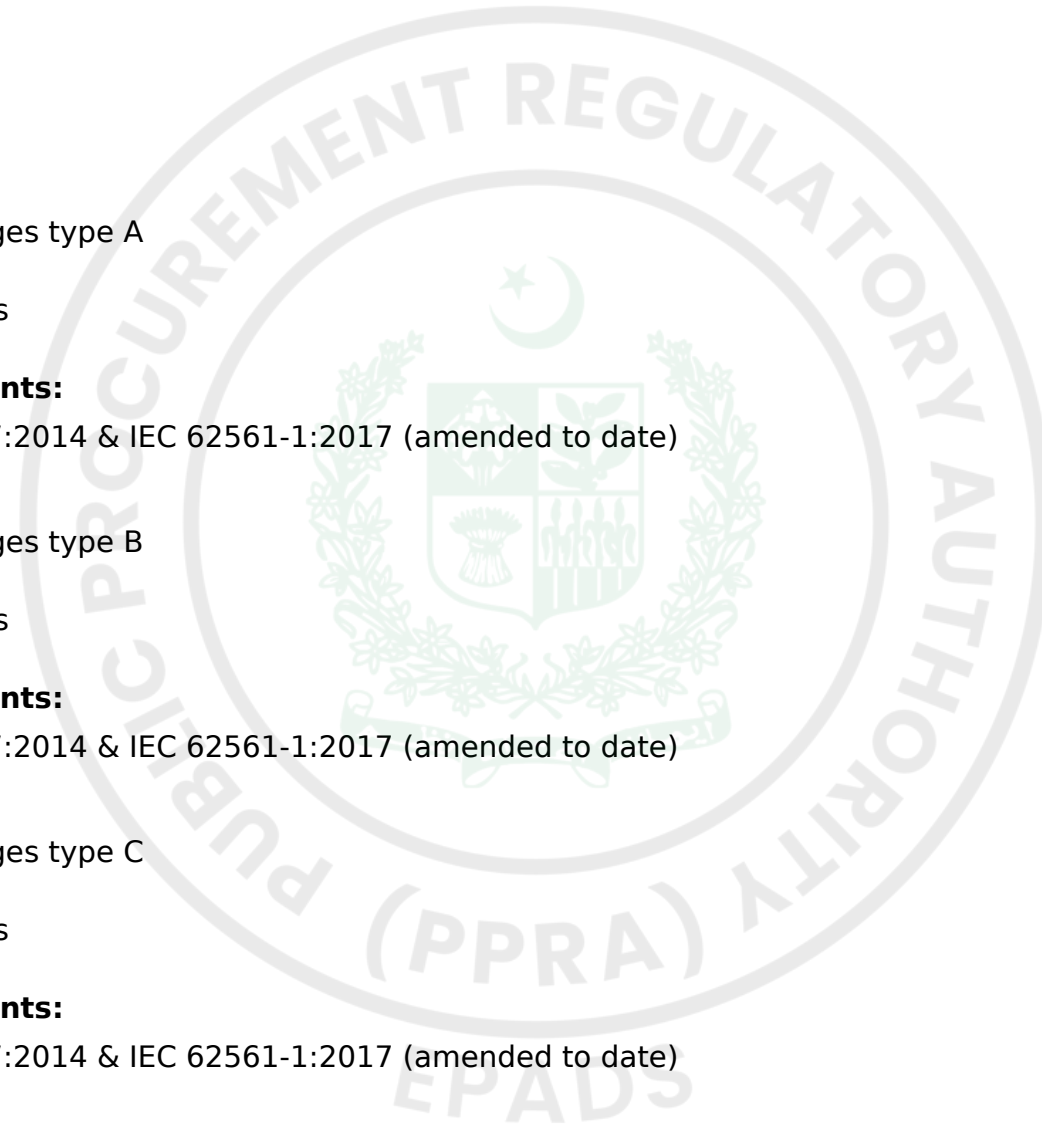 ges type A
s
nts:
:2014 & IEC 62561-1:2017 (amended to date)
ges type B
s
nts:
:2014 & IEC 62561-1:2017 (amended to date)
ges type C
s
nts:
:2014 & IEC 62561-1:2017 (amended to date)
PUBLIC PROCUREMENT REGULATORY AUTHORITY
(PPRA)
EPADS